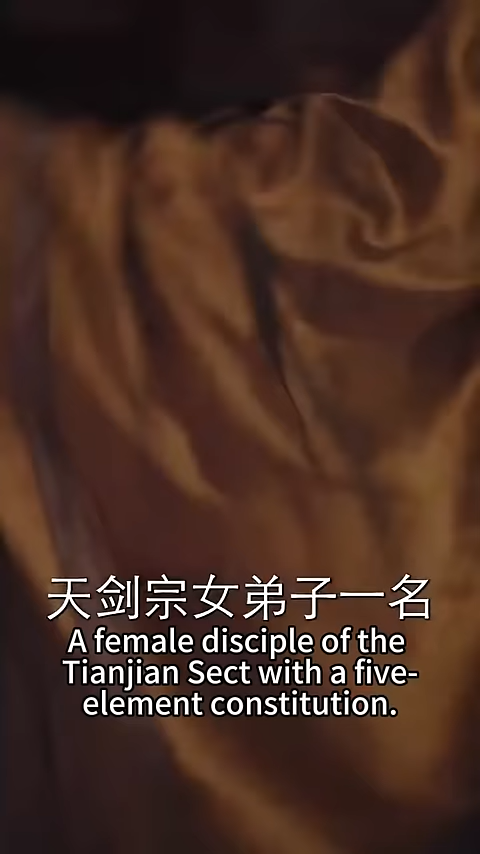 天剑宗女弟子一名
A female disciple of the
Tianjian Sect with a five-
element constitution.